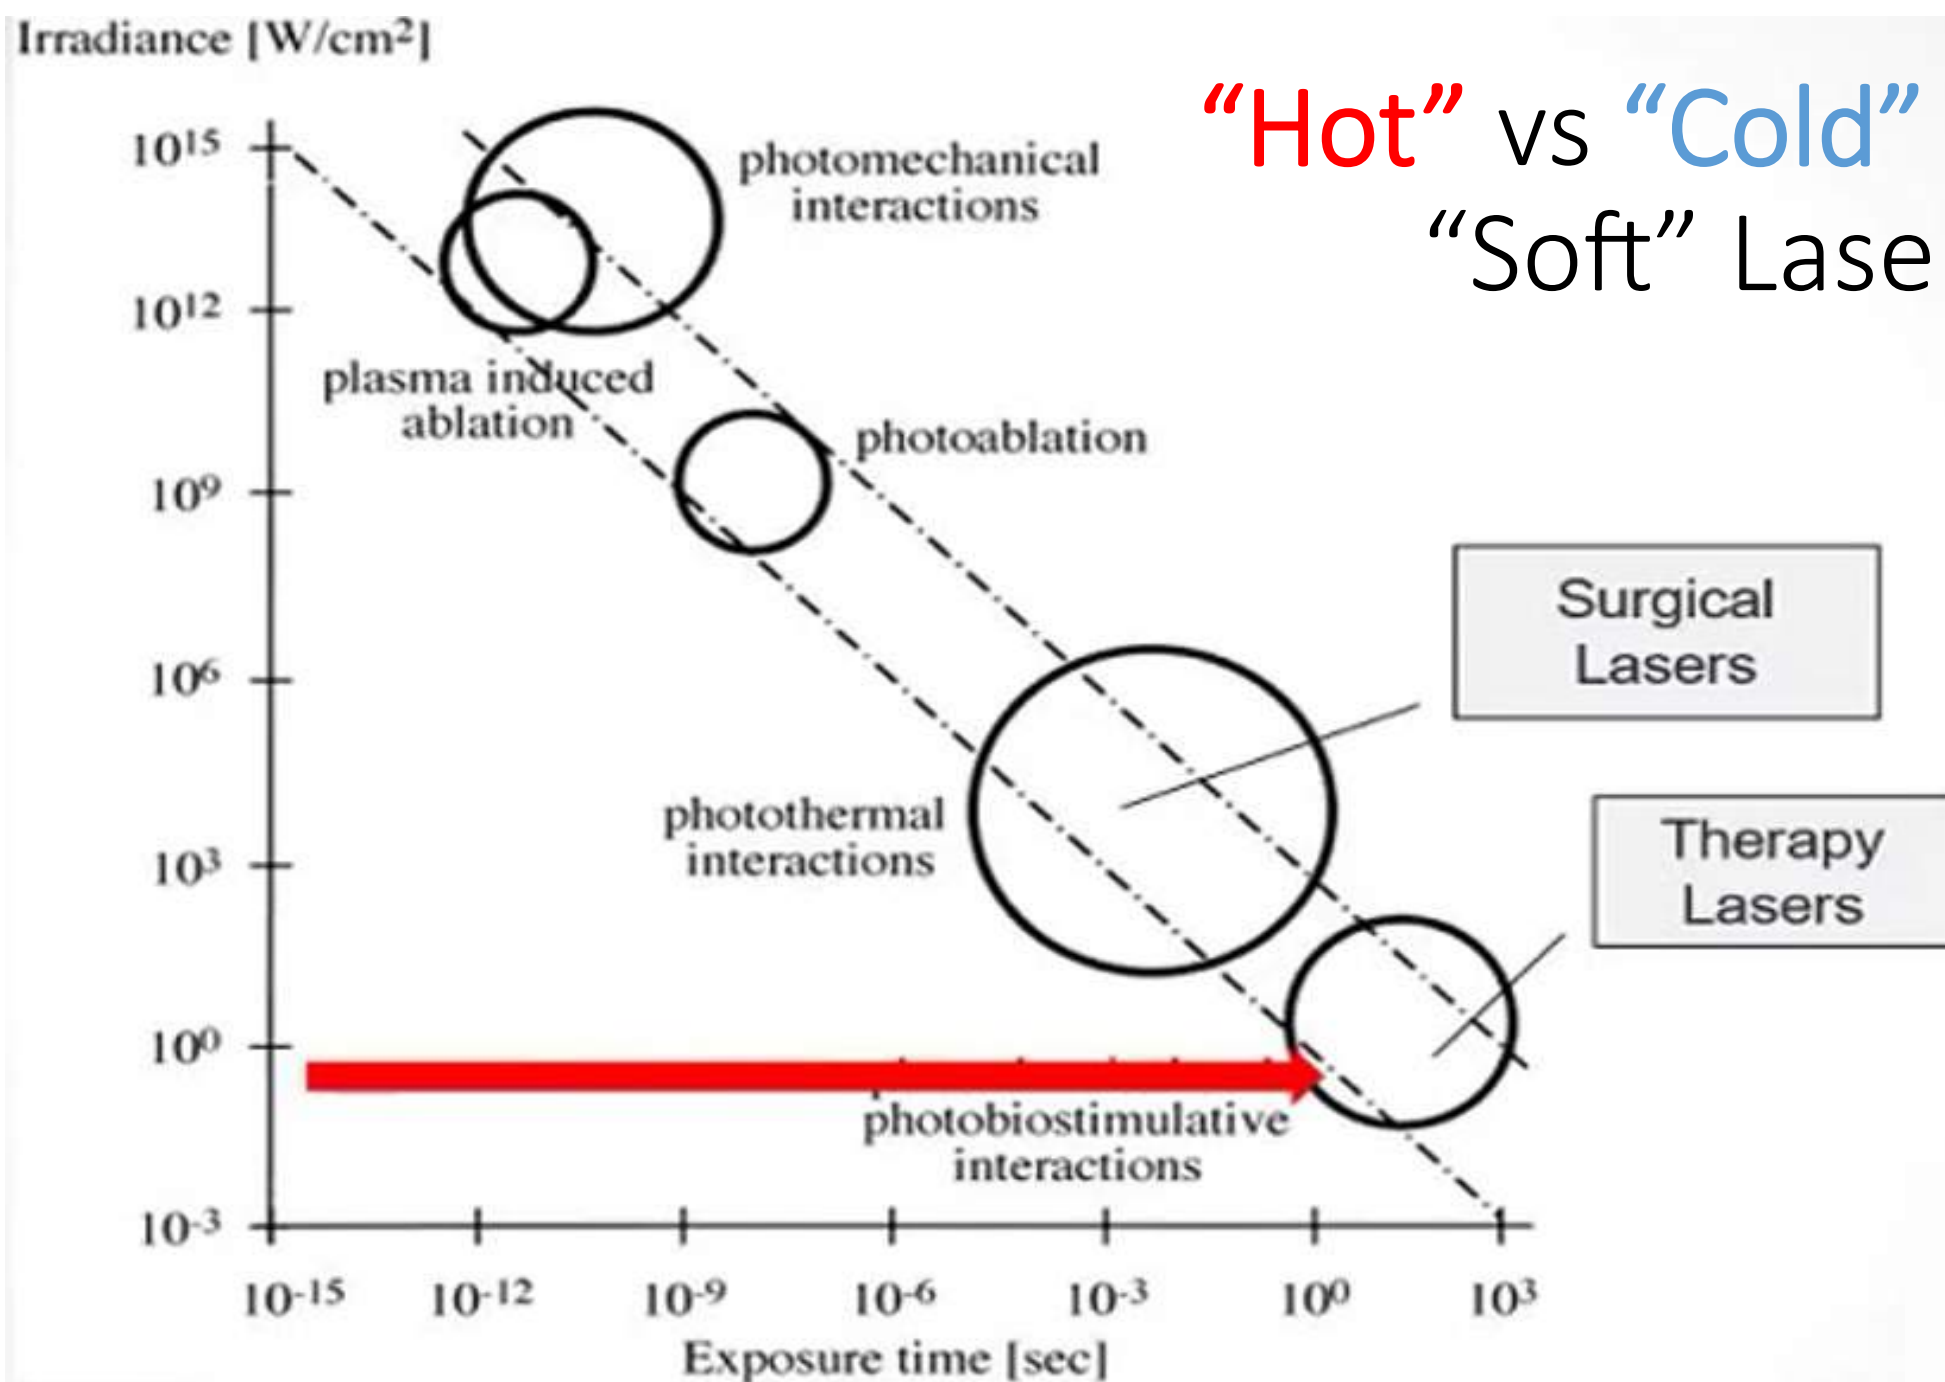 Irradiance [W/cm²]
“Hot” vs “Cold”
“Soft” Lase
10¹⁵
10¹²
10⁹
10⁶
10³
10⁰
10⁻³
photomechanical
interactions
plasma induced
ablation
photoablation
Surgical
Lasers
photothermal
interactions
Therapy
Lasers
photobiostimulative
interactions
10⁻¹⁵ 10⁻¹² 10⁻⁹ 10⁻⁶ 10⁻³ 10⁰ 10³
Exposure time [sec]